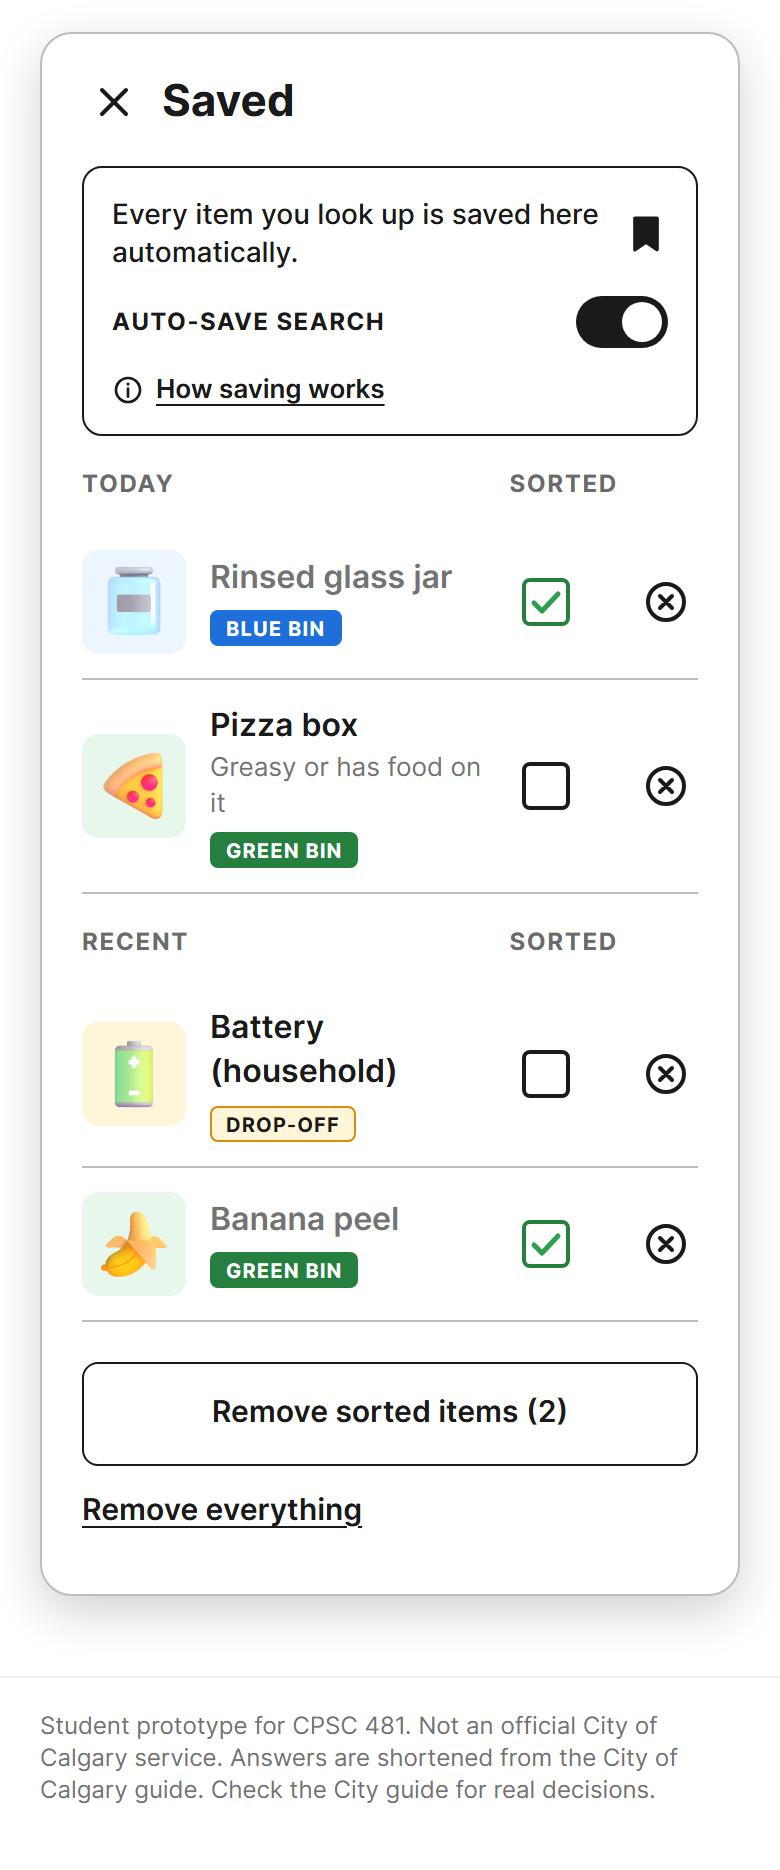 Saved
Every item you look up is saved here
automatically.
AUTO-SAVE SEARCH
How saving works
TODAY SORTED
Rinsed glass jar
BLUE BIN
Pizza box
Greasy or has food on
it
GREEN BIN
RECENT SORTED
Battery
(household)
DROP-OFF
Banana peel
GREEN BIN
Remove sorted items (2)
Remove everything
Student prototype for CPSC 481. Not an official City of
Calgary service. Answers are shortened from the City of
Calgary guide. Check the City guide for real decisions.